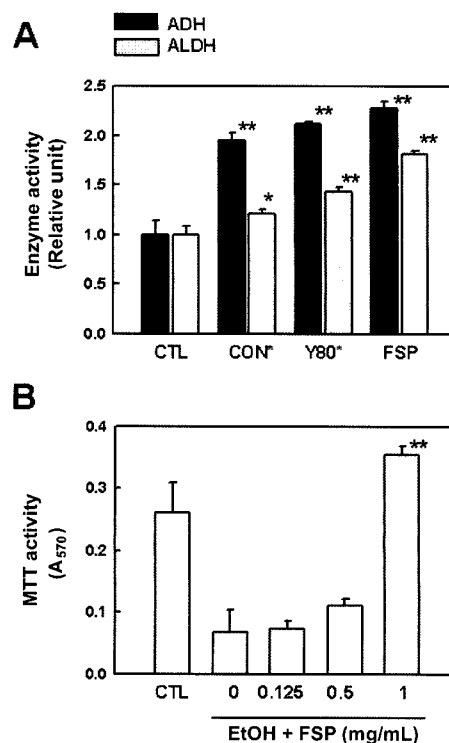 A
ADH
ALDH
Enzyme activity
(Relative unit)
2.5
2.0
1.5
1.0
0.5
0.0
** ** ** **
* **
CTL CON* Y80* FSP
B
MTT activity
(A570)
0.4
0.3
0.2
0.1
0.0
**
CTL 0 0.125 0.5 1
EtOH + FSP (mg/mL)